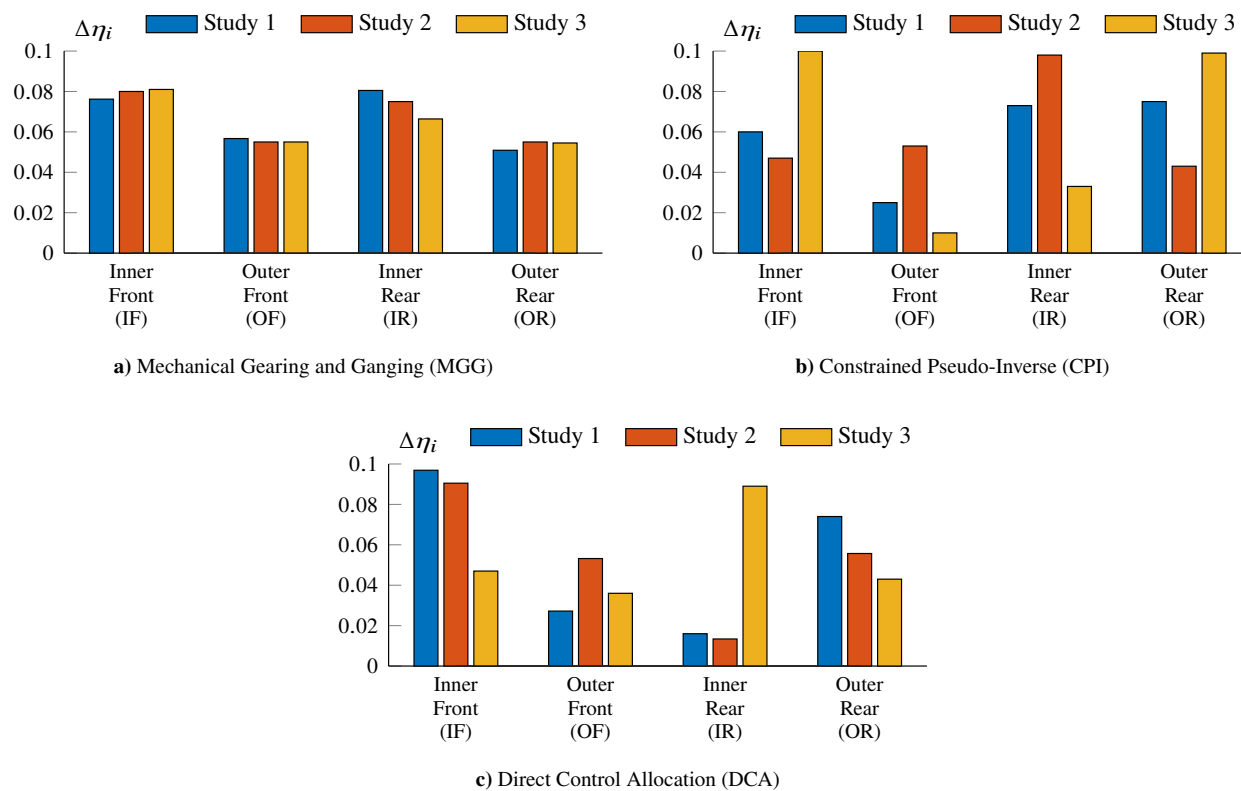 Δηi
Study 1 Study 2 Study 3
0.1
0.08
0.06
0.04
0.02
0
Inner Front (IF)
Outer Front (OF)
Inner Rear (IR)
Outer Rear (OR)
a) Mechanical Gearing and Ganging (MGG)
Δηi
Study 1 Study 2 Study 3
0.1
0.08
0.06
0.04
0.02
0
Inner Front (IF)
Outer Front (OF)
Inner Rear (IR)
Outer Rear (OR)
b) Constrained Pseudo-Inverse (CPI)
Δηi
Study 1 Study 2 Study 3
0.1
0.08
0.06
0.04
0.02
0
Inner Front (IF)
Outer Front (OF)
Inner Rear (IR)
Outer Rear (OR)
c) Direct Control Allocation (DCA)